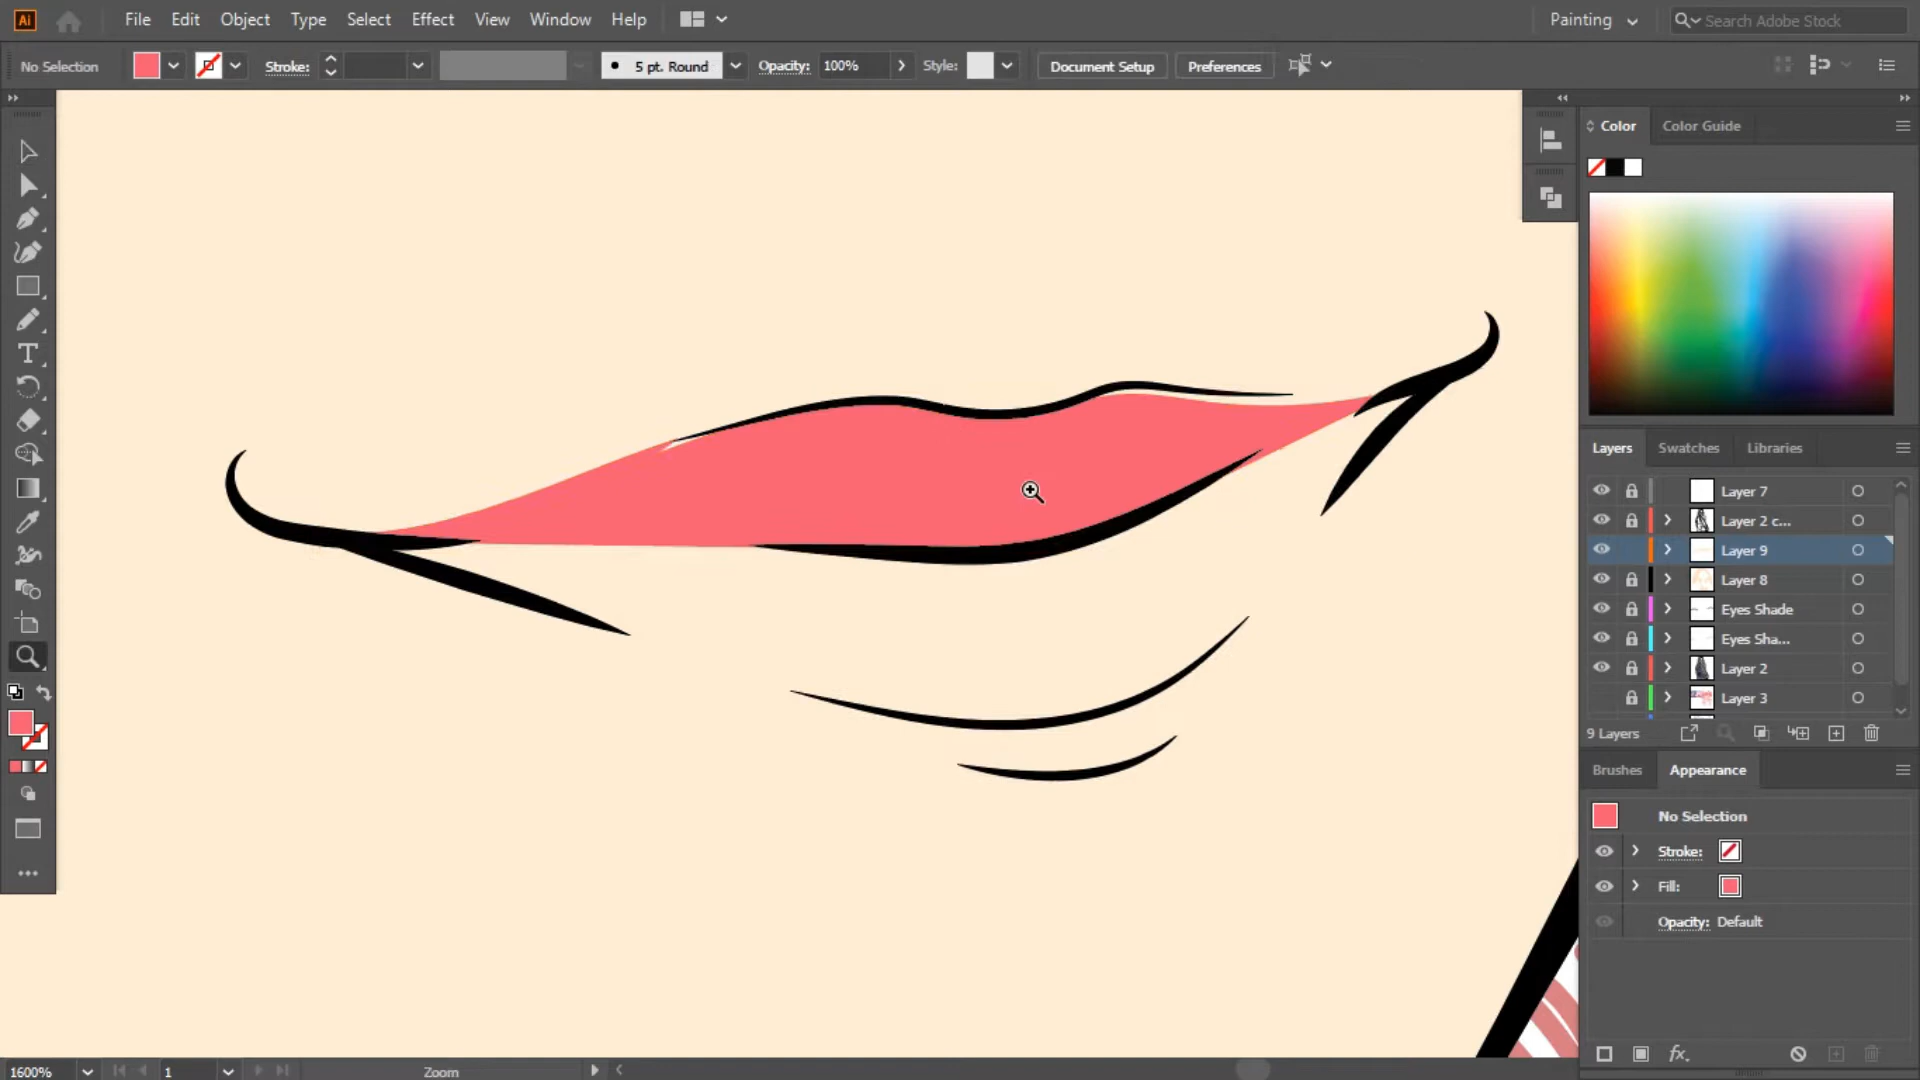 Ai File Edit Object Type Select Effect View Window Help Painting Search Adobe Stock
No Selection Stroke: 5 pt. Round Opacity: 100% Style: Document Setup Preferences
Color Color Guide
Layers Swatches Libraries
Layer 7
Layer 2 c...
Layer 9
Layer 8
Eyes Shade
Eyes Sha...
Layer 2
Layer 3
9 Layers
Brushes Appearance
No Selection
Stroke:
Fill:
Opacity: Default
fx.
1600% 1 Zoom